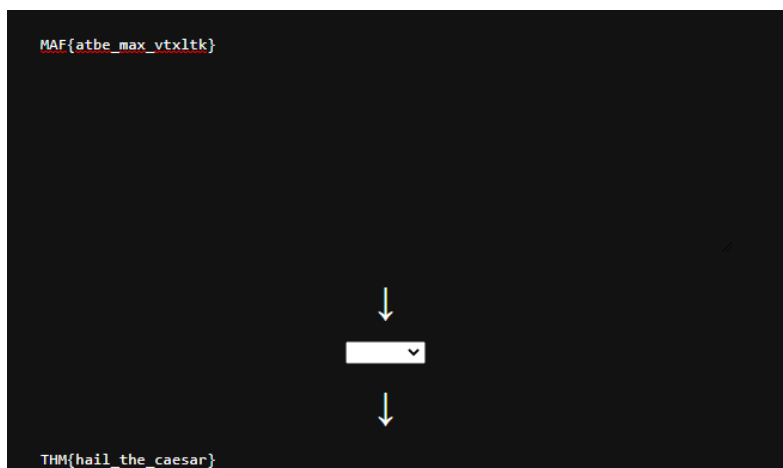 MAF{atbe_max_vtxltk}
↓
↓
THM{hail_the_caesar}